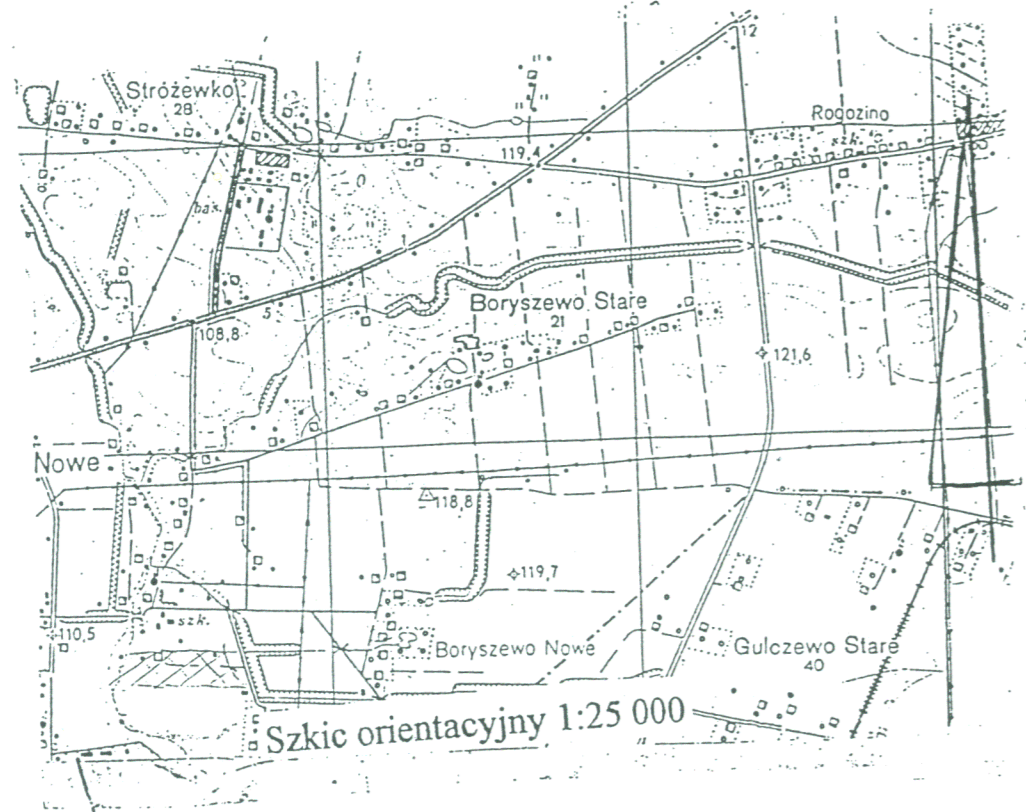 12
Stróżewko
28
Rogozino
szk.
119,4
Boryszewo Stare
21
5
108,8
121,6
Nowe
118,8
119,7
szk.
110,5
Boryszewo Nowe
Gulczewo Stare
40
Szkic orientacyjny 1:25 000